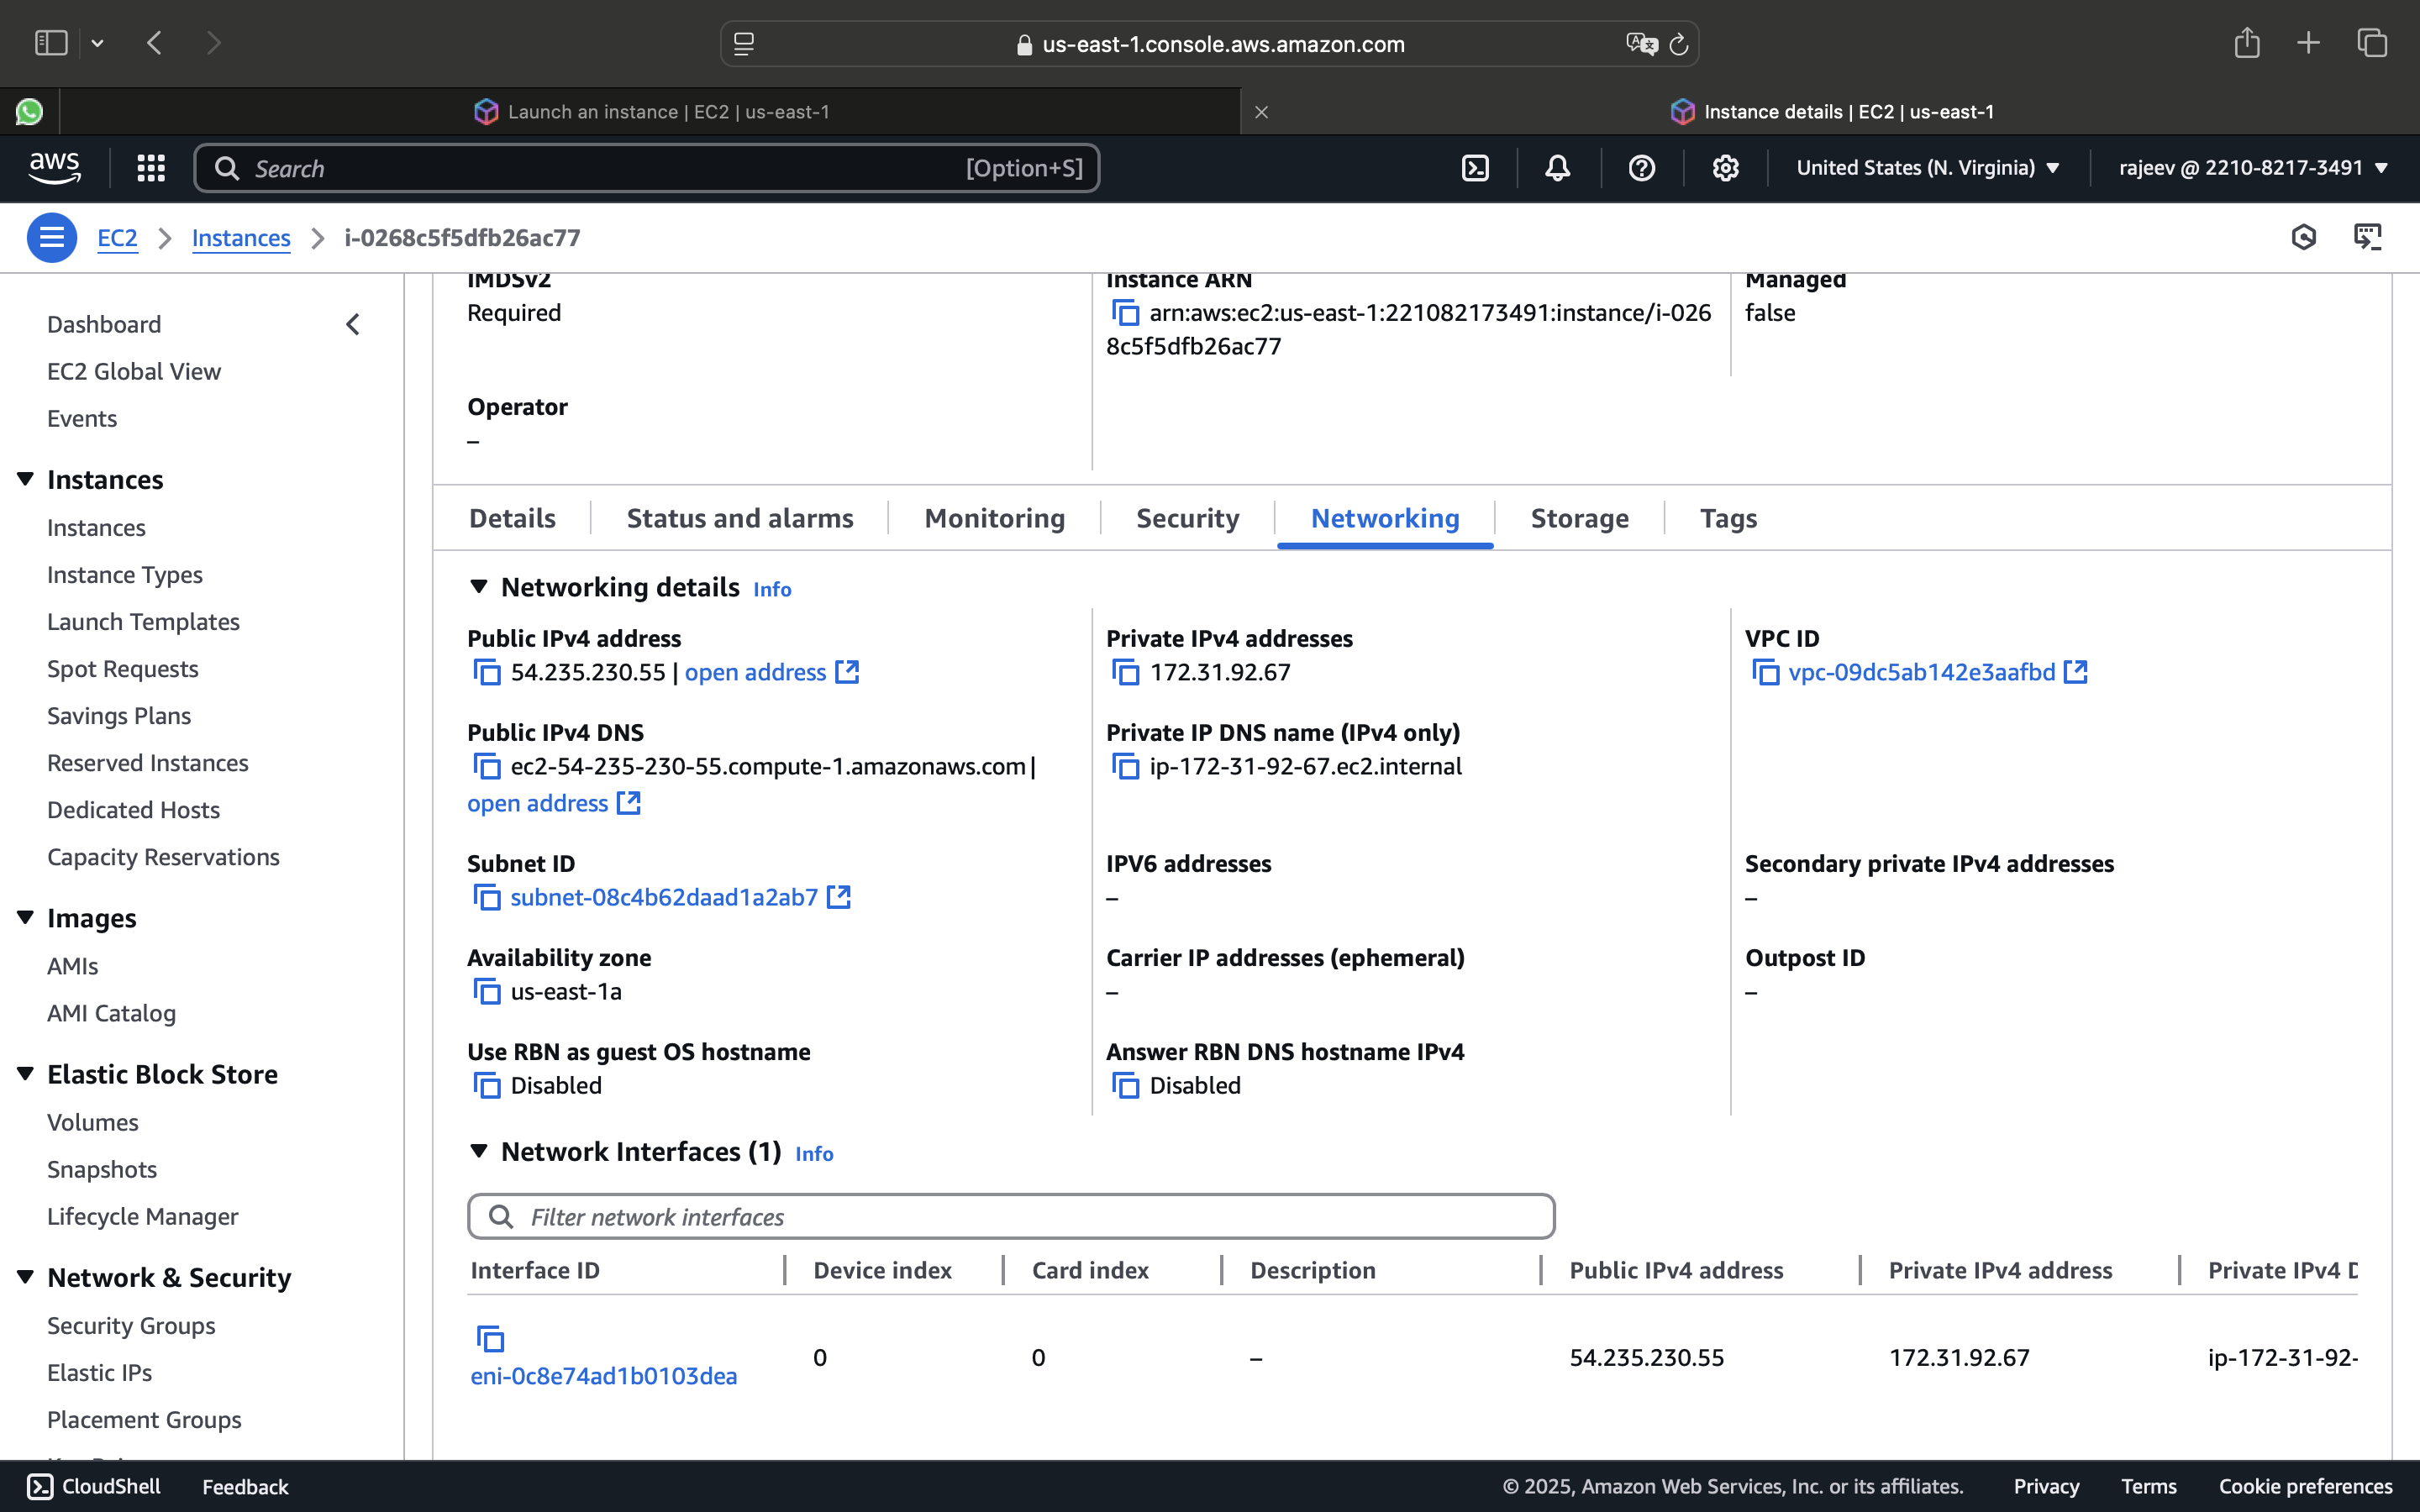 us-east-1.console.aws.amazon.com
Launch an instance | EC2 | us-east-1
Instance details | EC2 | us-east-1
aws
Search
[Option+S]
United States (N. Virginia)
rajeev @ 2210-8217-3491
EC2
Instances
i-0268c5f5dfb26ac77
Dashboard
EC2 Global View
Events
Instances
Instances
Instance Types
Launch Templates
Spot Requests
Savings Plans
Reserved Instances
Dedicated Hosts
Capacity Reservations
Images
AMIs
AMI Catalog
Elastic Block Store
Volumes
Snapshots
Lifecycle Manager
Network & Security
Security Groups
Elastic IPs
Placement Groups
IMDSv2
Required
Instance ARN
arn:aws:ec2:us-east-1:221082173491:instance/i-026
8c5f5dfb26ac77
Managed
false
Operator
–
Details
Status and alarms
Monitoring
Security
Networking
Storage
Tags
Networking details Info
Public IPv4 address
54.235.230.55 | open address
Private IPv4 addresses
172.31.92.67
VPC ID
vpc-09dc5ab142e3aafbd
Public IPv4 DNS
ec2-54-235-230-55.compute-1.amazonaws.com |
open address
Private IP DNS name (IPv4 only)
ip-172-31-92-67.ec2.internal
Subnet ID
subnet-08c4b62daad1a2ab7
IPV6 addresses
–
Secondary private IPv4 addresses
–
Availability zone
us-east-1a
Carrier IP addresses (ephemeral)
–
Outpost ID
–
Use RBN as guest OS hostname
Disabled
Answer RBN DNS hostname IPv4
Disabled
Network Interfaces (1) Info
Filter network interfaces
Interface ID
Device index
Card index
Description
Public IPv4 address
Private IPv4 address
Private IPv4 D
eni-0c8e74ad1b0103dea
0
0
–
54.235.230.55
172.31.92.67
ip-172-31-92-
CloudShell
Feedback
© 2025, Amazon Web Services, Inc. or its affiliates.
Privacy
Terms
Cookie preferences